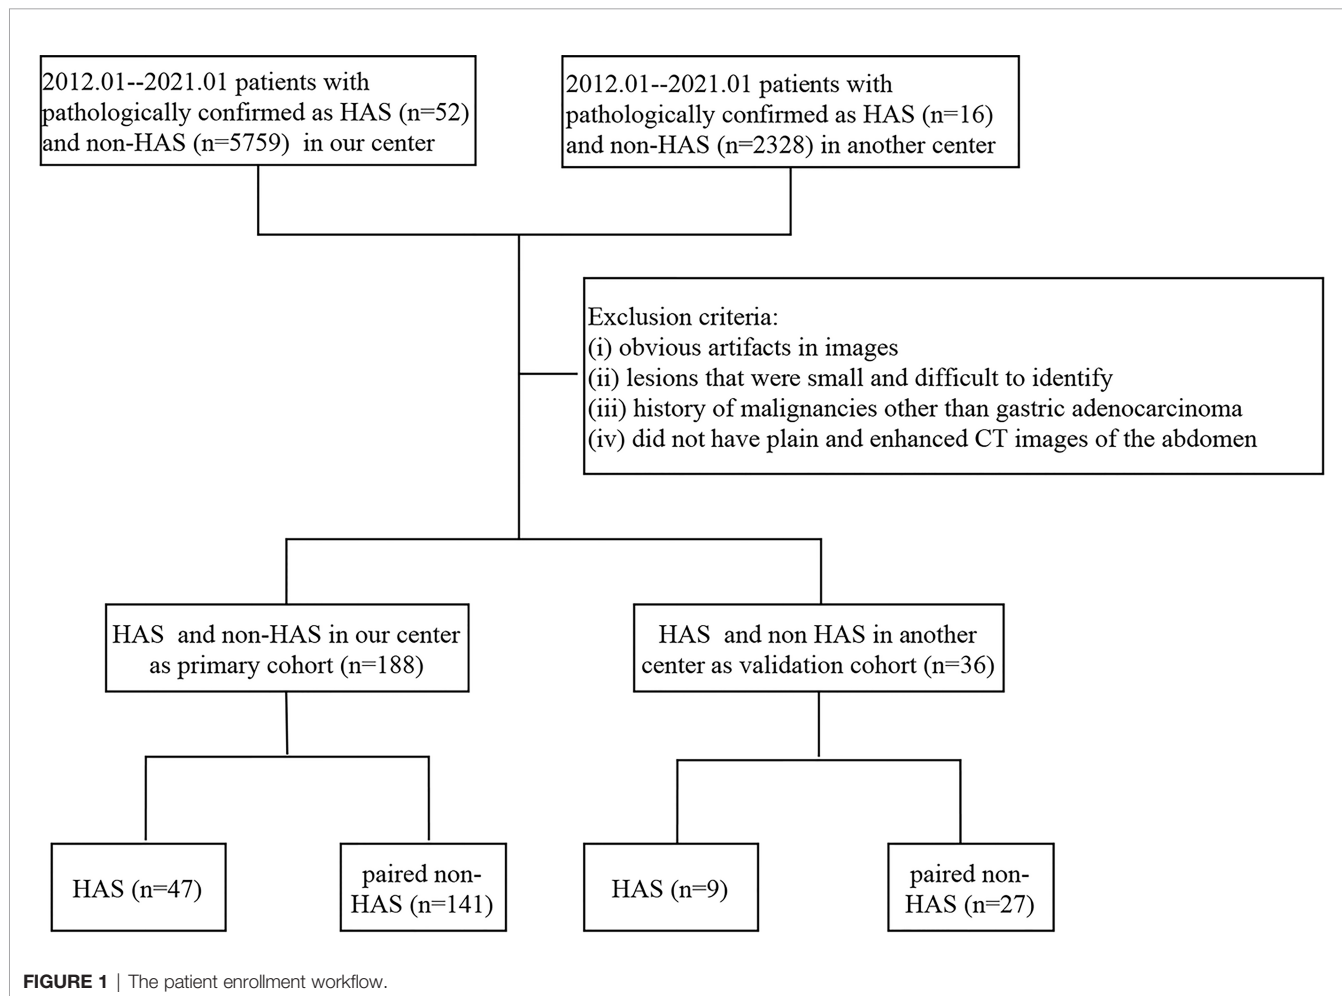 2012.01--2021.01 patients with
pathologically confirmed as HAS (n=52)
and non-HAS (n=5759) in our center
2012.01--2021.01 patients with
pathologically confirmed as HAS (n=16)
and non-HAS (n=2328) in another center
Exclusion criteria:
(i) obvious artifacts in images
(ii) lesions that were small and difficult to identify
(iii) history of malignancies other than gastric adenocarcinoma
(iv) did not have plain and enhanced CT images of the abdomen
HAS and non-HAS in our center
as primary cohort (n=188)
HAS and non HAS in another
center as validation cohort (n=36)
HAS (n=47)
paired non-
HAS (n=141)
HAS (n=9)
paired non-
HAS (n=27)
FIGURE 1 | The patient enrollment workflow.